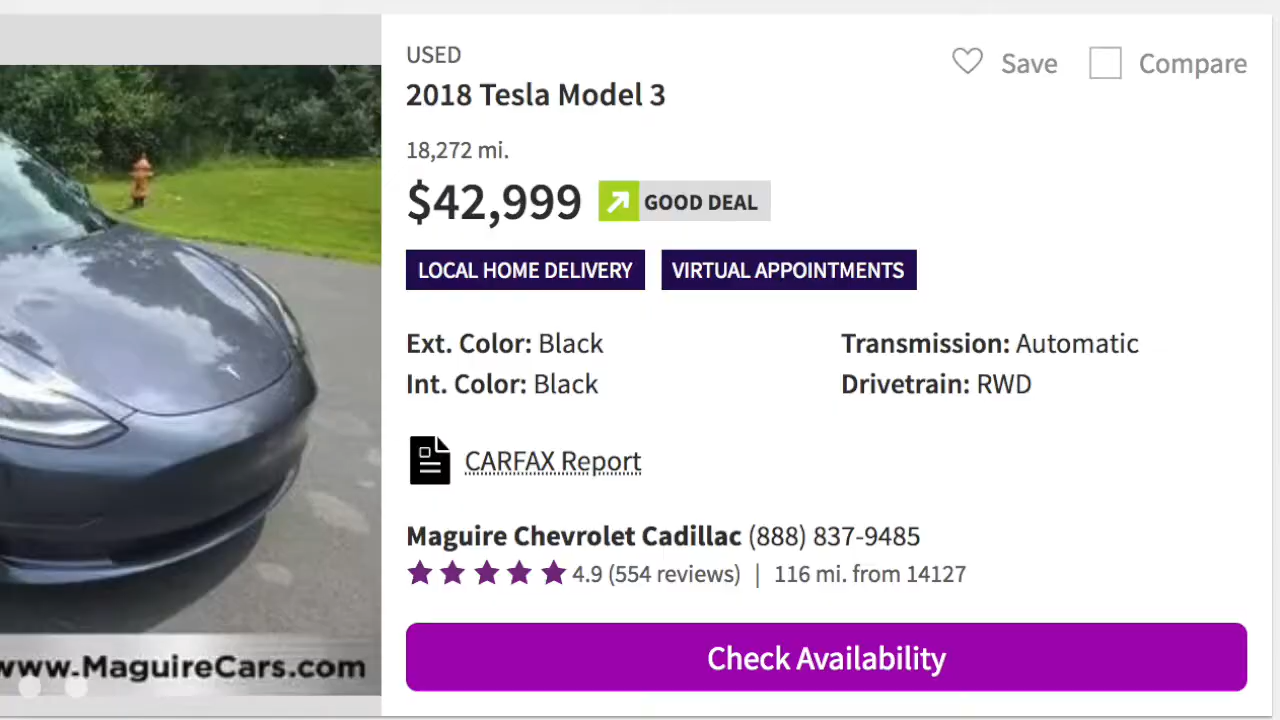 USED
Save
Compare
2018 Tesla Model 3
18,272 mi.
$42,999
GOOD DEAL
LOCAL HOME DELIVERY
VIRTUAL APPOINTMENTS
Ext. Color: Black
Transmission: Automatic
Int. Color: Black
Drivetrain: RWD
CARFAX Report
Maguire Chevrolet Cadillac (888) 837-9485
4.9 (554 reviews) | 116 mi. from 14127
Check Availability
www.MaguireCars.com